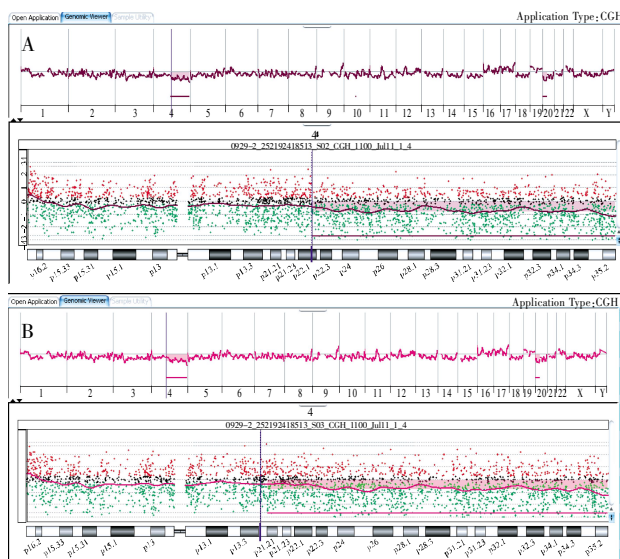 Open Application Genomic Viewer Sample Utility Application Type:CGH
A
1 2 3 4 5 6 7 8 9 10 11 12 13 14 15 16 17 18 19 20 21 22 X Y
4
0929-2_252192418513_S02_CGH_1100_Jul11_1_4
p16.2 p15.33 p15.31 p15.1 p13 p13.1 p13.3 p21-21 p21-21 p22.1 p22.3 p24 p26 p28.1 p28.3 p31-21 p31-23 p32.1 p32.3 p34.1 p34.3 p35.2
Open Application Genomic Viewer Sample Utility Application Type:CGH
B
1 2 3 4 5 6 7 8 9 10 11 12 13 14 15 16 17 18 19 20 21 22 X Y
4
0929-2_252192418513_S03_CGH_1100_Jul11_1_4
p16.2 p15.33 p15.31 p15.1 p13 p13.1 p13.3 p21-21 p21-23 p22.3 p24 p26 p28.1 p28.3 p31-21 p31-23 p32.1 p32.3 p34.1 p34.3 p35.2